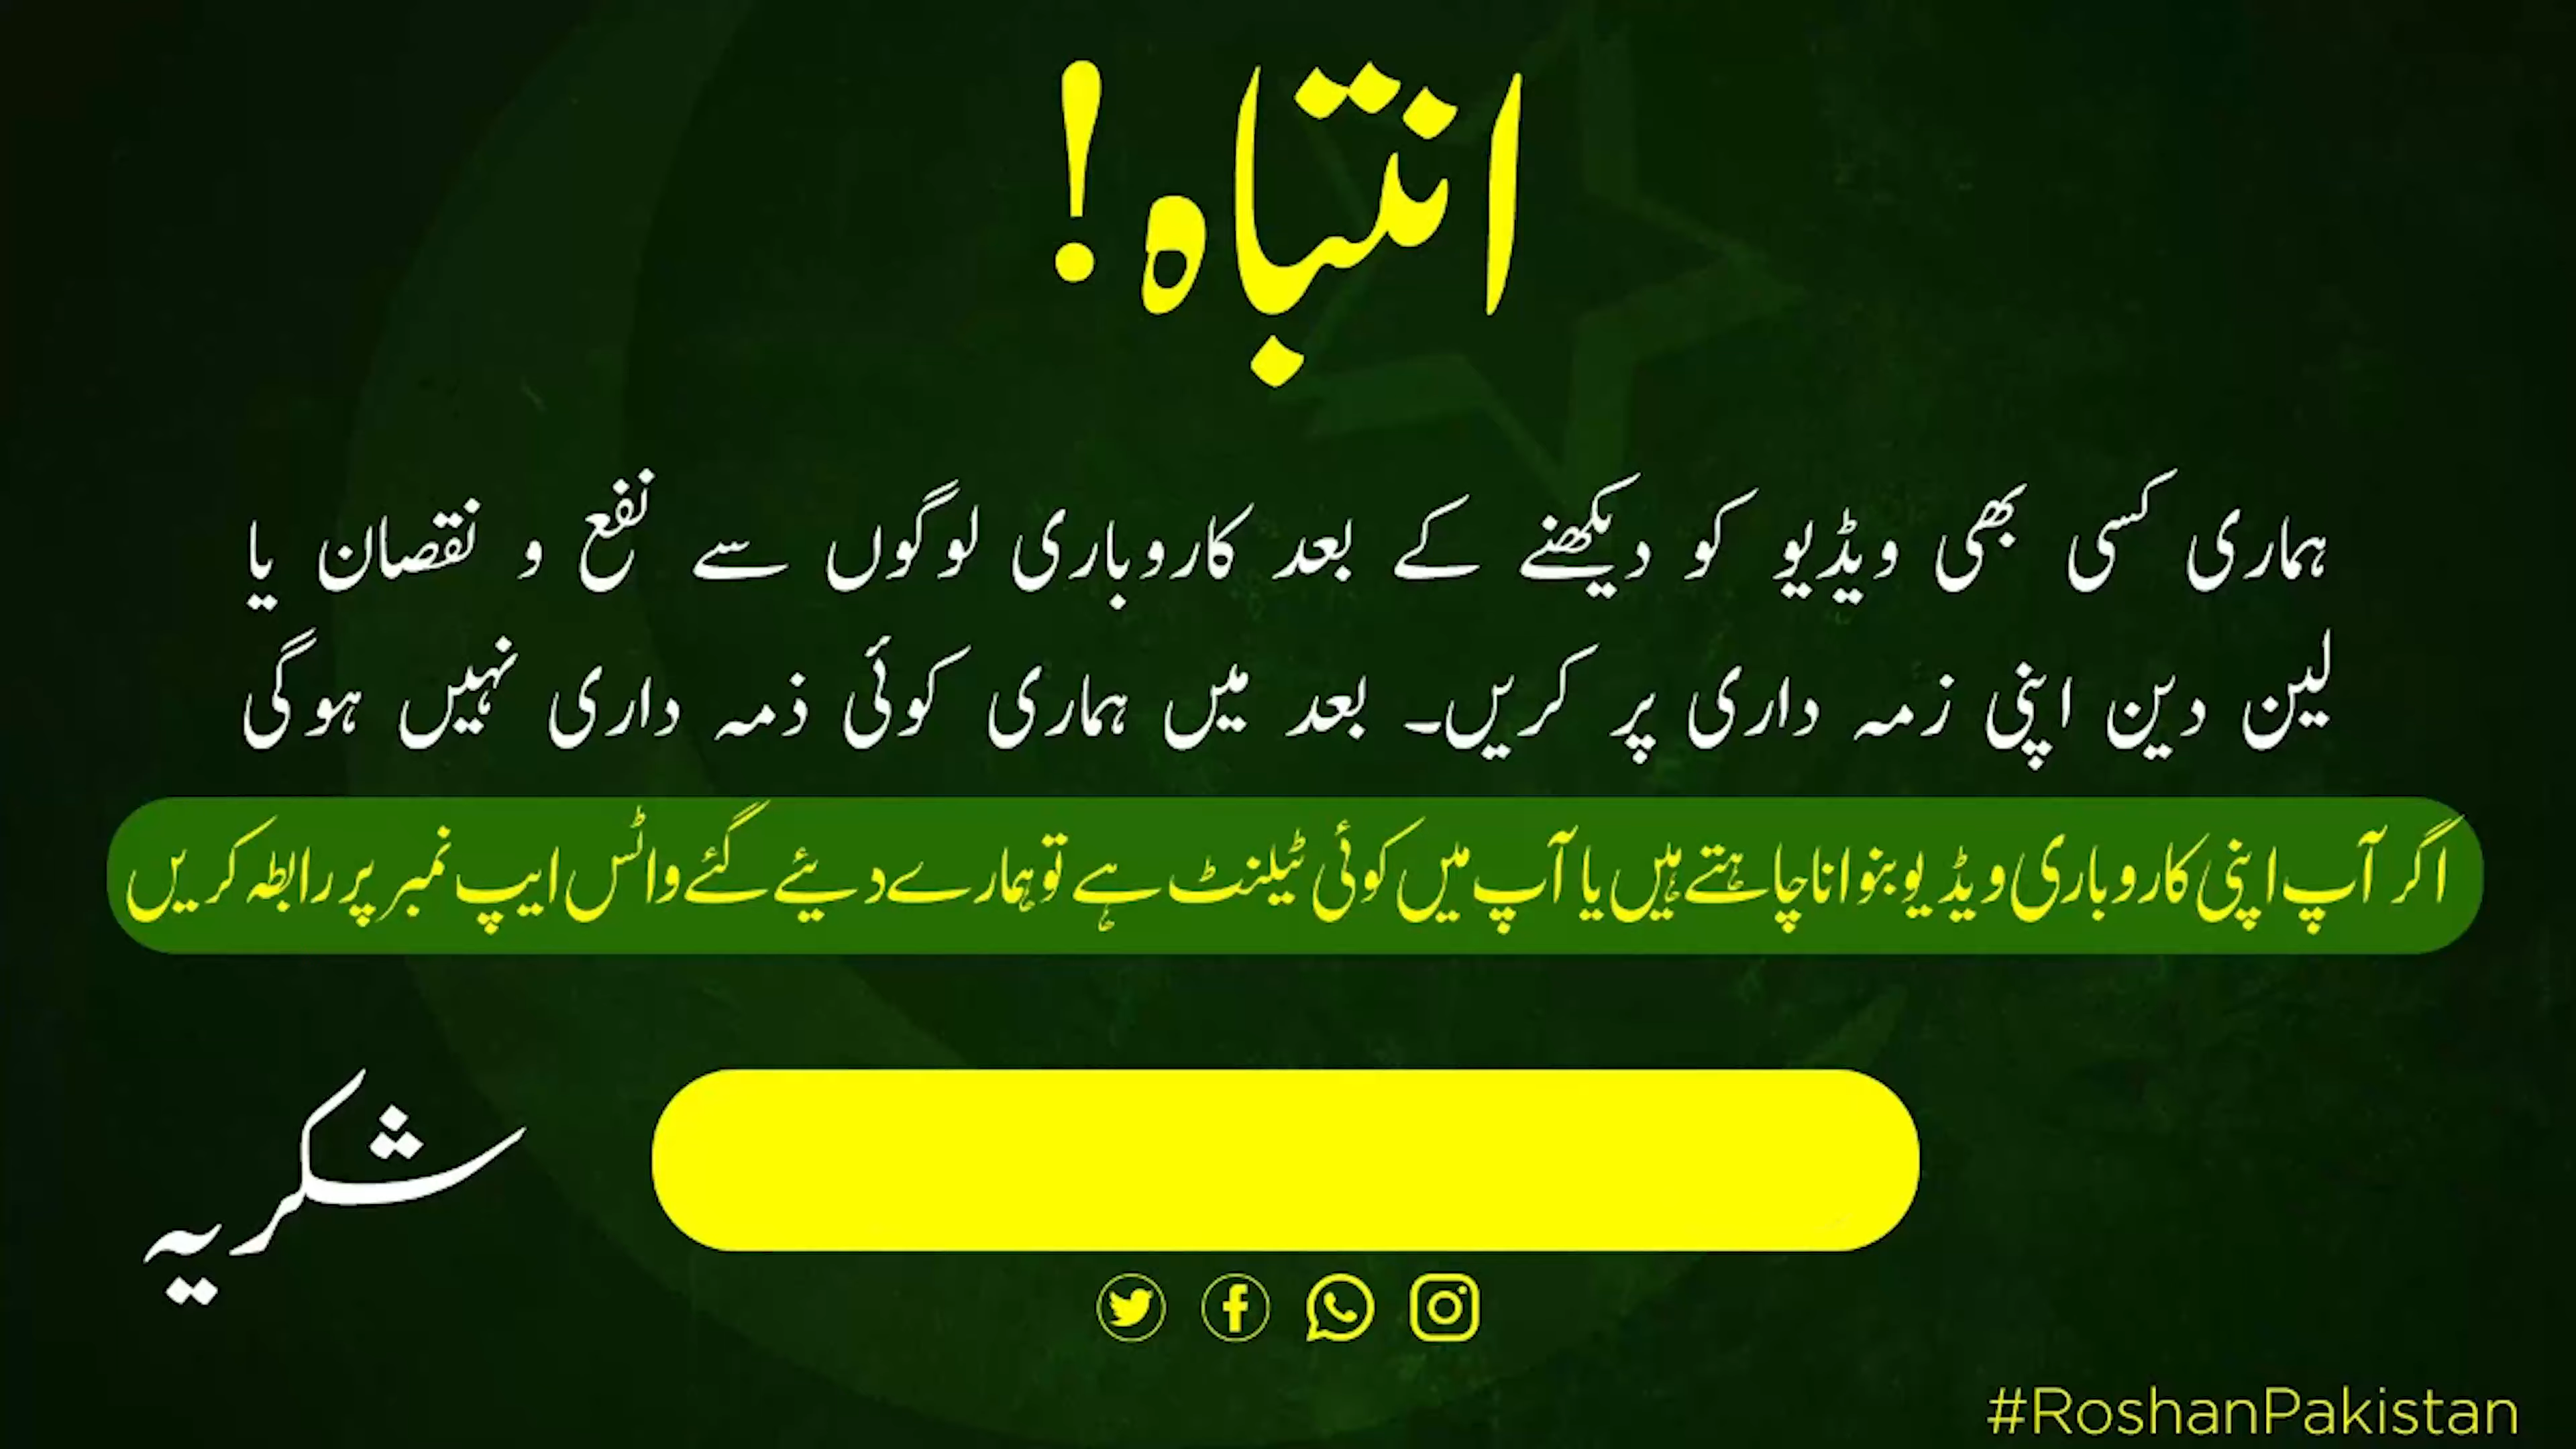 انتباہ!
ہماری کسی بھی ویڈیو کو دیکھنے کے بعد کاروباری لوگوں سے نفع و نقصان یا
لین دین اپنی زمہ داری پر کریں۔ بعد میں ہماری کوئی ذمہ داری نہیں ہوگی
اگر آپ اپنی کاروباری ویڈیو بنوانا چاہتے ہیں یا آپ میں کوئی ٹیلنٹ ہے تو ہمارے دیئے گئے واٹس ایپ نمبر پر رابطہ کریں
شکریہ
#RoshanPakistan